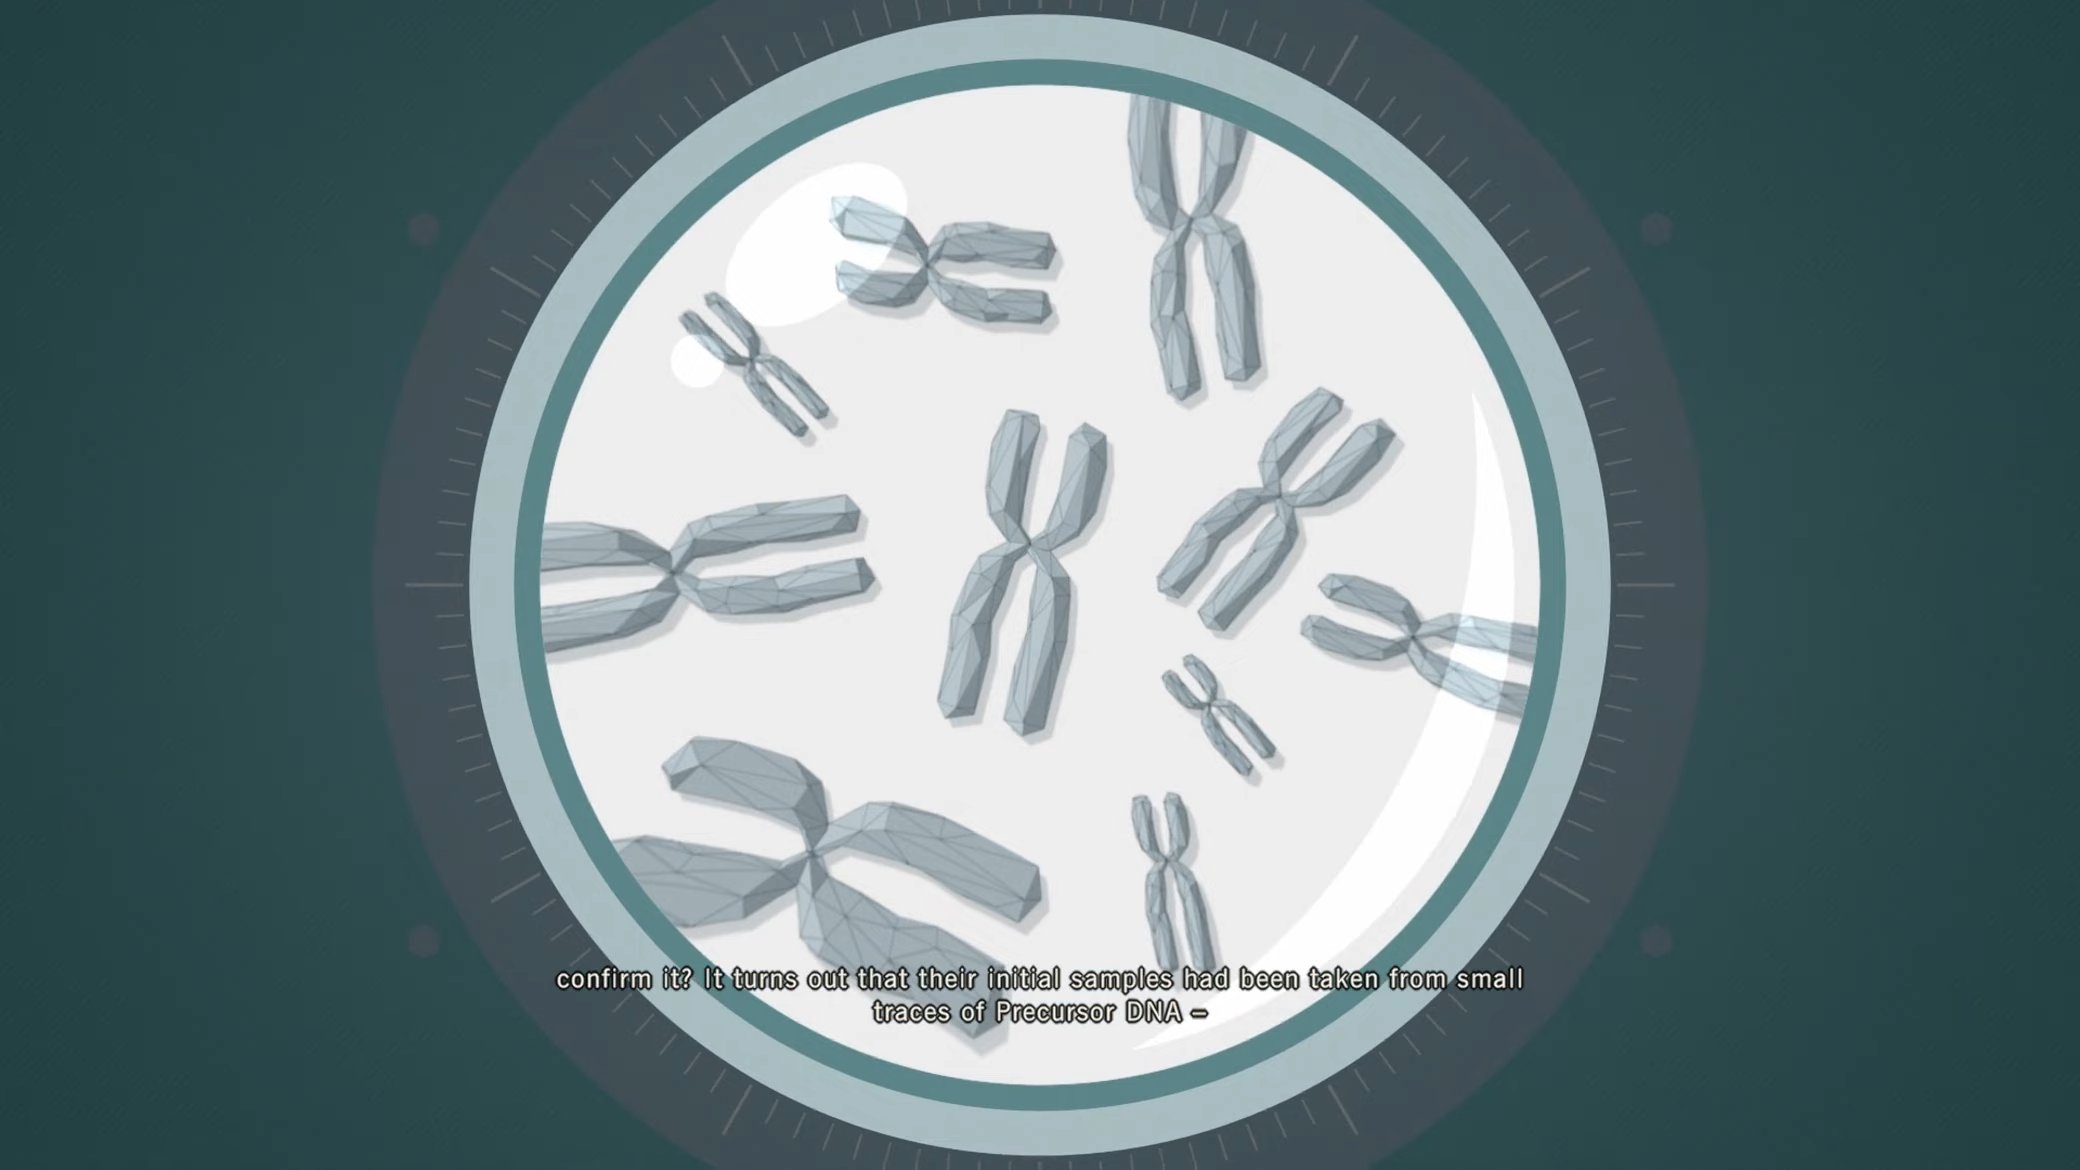 confirm it? It turns out that their initial samples had been taken from small
traces of Precursor DNA –